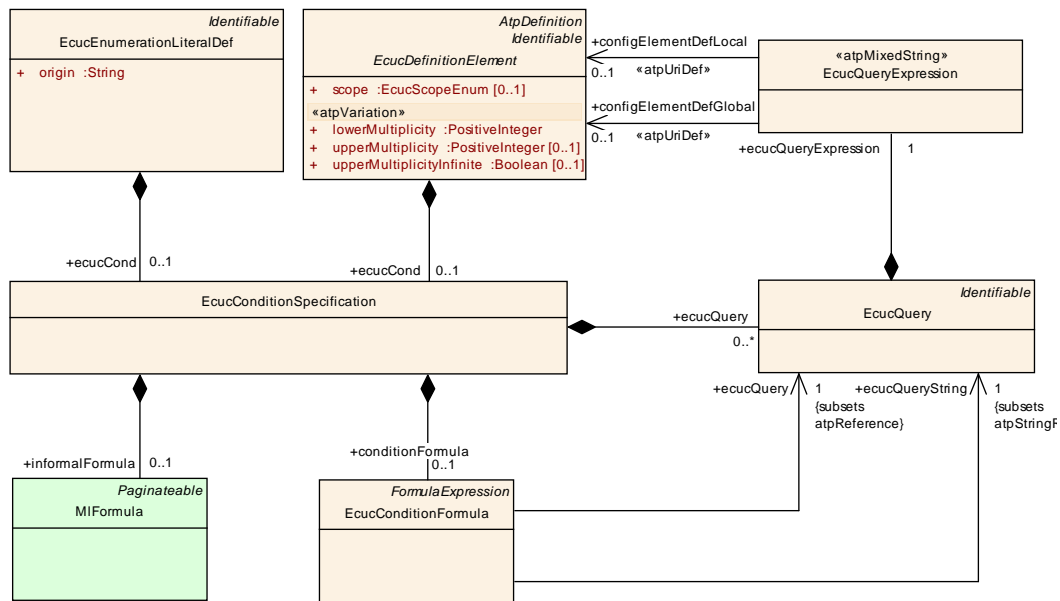 Identifiable
EcucEnumerationLiteralDef
+ origin :String
AtpDefinition
Identifiable
EcucDefinitionElement
+ scope :EcucScopeEnum [0..1]
«atpVariation»
+ lowerMultiplicity :PositiveInteger
+ upperMultiplicity :PositiveInteger [0..1]
+ upperMultiplicityInfinite :Boolean [0..1]
+configElementDefLocal
0..1 «atpUriDef»
+configElementDefGlobal
0..1 «atpUriDef»
«atpMixedString»
EcucQueryExpression
+ecucQueryExpression 1
+ecucCond 0..1
+ecucCond 0..1
EcucConditionSpecification
+ecucQuery
0..*
Identifiable
EcucQuery
+ecucQuery 1
{subsets
atpReference}
+ecucQueryString 1
{subsets
atpStringR
+informalFormula 0..1
+conditionFormula
0..1
Paginateable
MlFormula
FormulaExpression
EcucConditionFormula